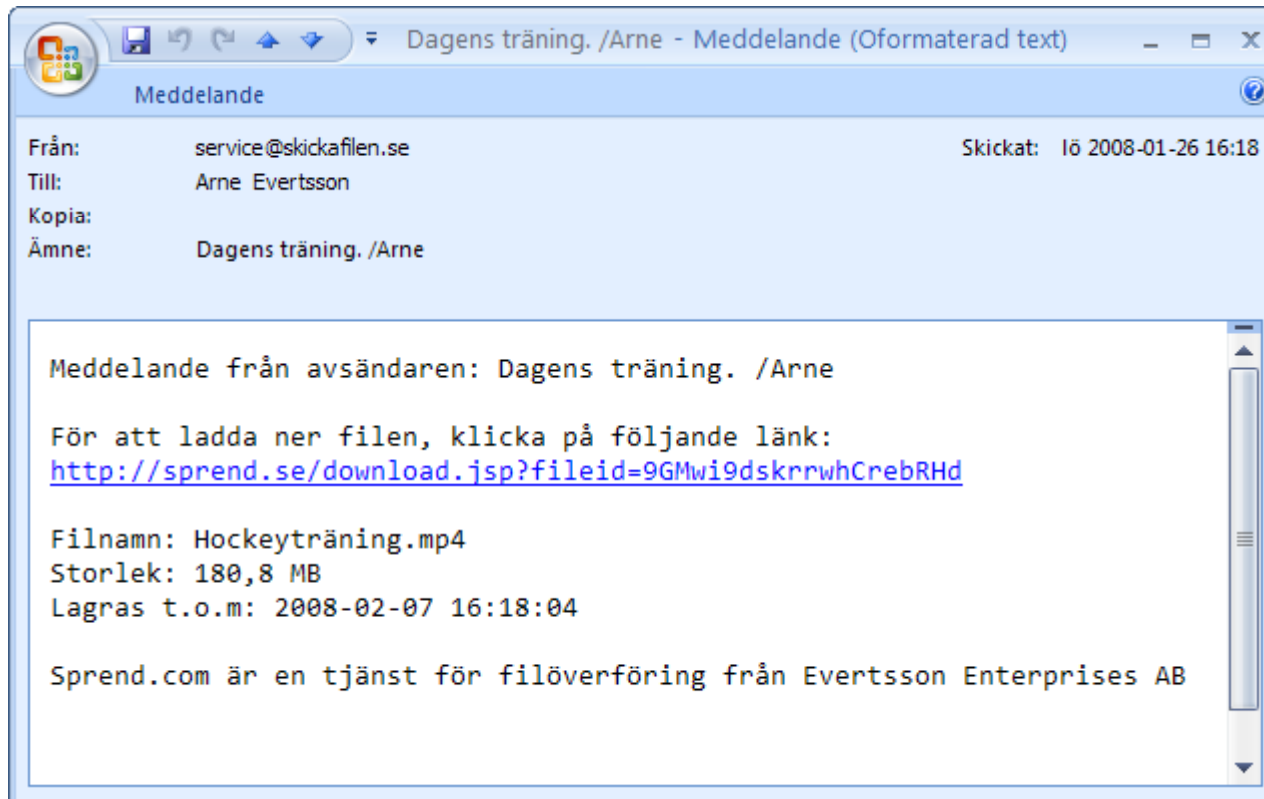 Dagens träning. /Arne - Meddelande (Oformaterad text)
Meddelande
Från: service@skickafilen.se Skickat: lö 2008-01-26 16:18
Till: Arne Evertsson
Kopia:
Ämne: Dagens träning. /Arne
Meddelande från avsändaren: Dagens träning. /Arne
För att ladda ner filen, klicka på följande länk:
http://sprend.se/download.jsp?fileid=9GMwi9dskrrwhCrebRHd
Filnamn: Hockeyträning.mp4
Storlek: 180,8 MB
Lagras t.o.m: 2008-02-07 16:18:04
Sprend.com är en tjänst för filöverföring från Evertsson Enterprises AB